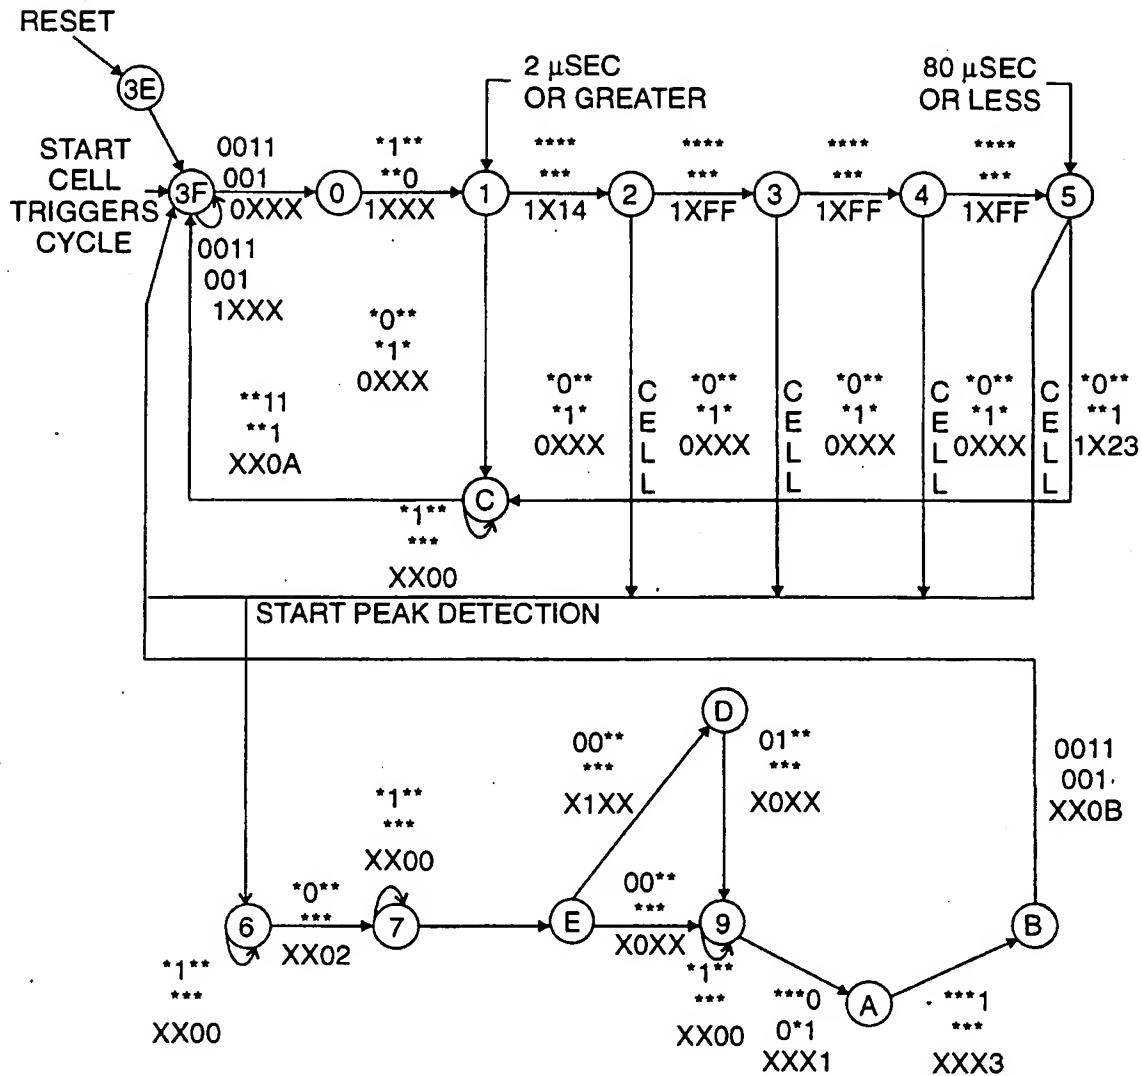 RESET
3E
START
CELL
TRIGGERS
CYCLE
3F
0011
001
0XXX
0011
001
1XXX
0
*1**
**0
1XXX
2 μSEC
OR GREATER
1
****
***
1X14
2
****
***
1XFF
3
****
***
1XFF
4
****
***
1XFF
80 μSEC
OR LESS
5
**11
**1
XX0A
*0**
*1*
0XXX
*0**
*1*
0XXX
CELL
*0**
*1*
0XXX
CELL
*0**
*1*
0XXX
CELL
*0**
*1*
0XXX
CELL
*0**
**1
1X23
C
*1**
***
XX00
START PEAK DETECTION
6
*1**
***
XX00
*0**
***
XX02
*1**
***
XX00
7
E
00**
***
X1XX
D
01**
***
X0XX
00**
***
X0XX
9
*1**
***
XX00
***0
0*1
XXX1
A
***1
***
XXX3
B
0011
001
XX0B